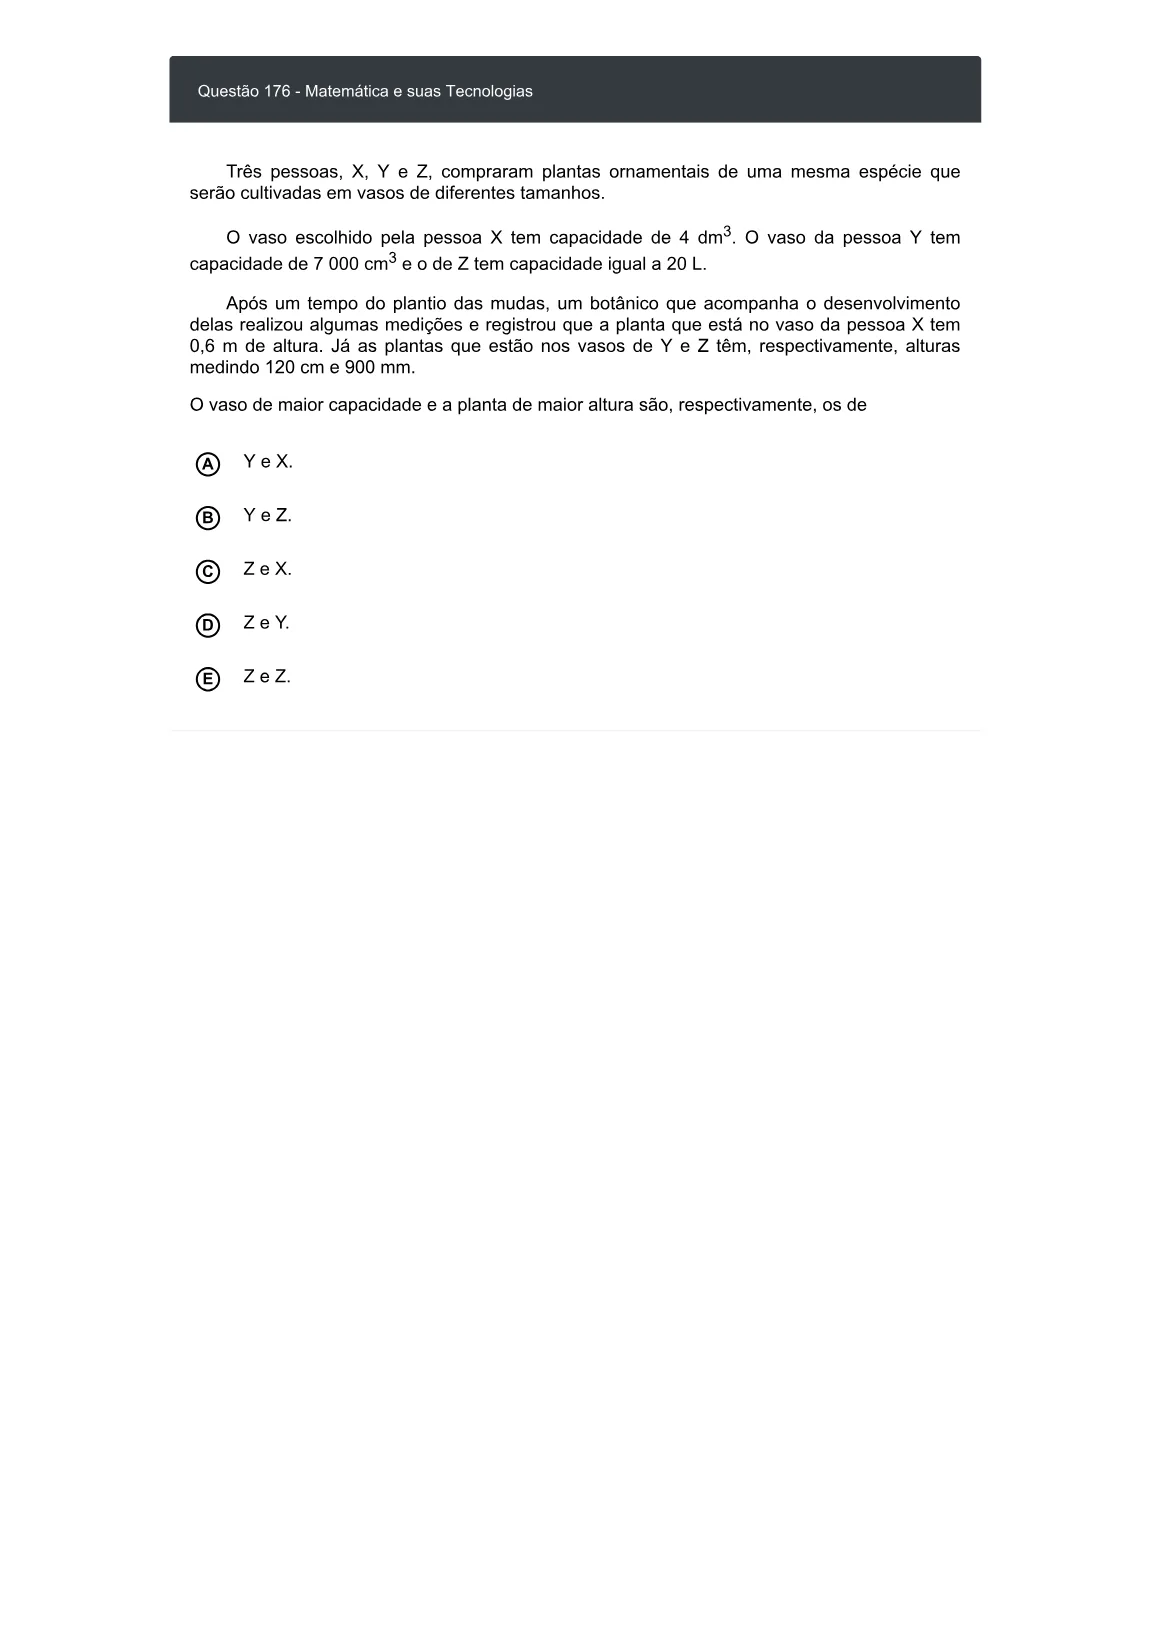 Questão 176 - Matemática e suas Tecnologias
Três pessoas, X, Y e Z, compraram plantas ornamentais de uma mesma espécie que
serão cultivadas em vasos de diferentes tamanhos.
O vaso escolhido pela pessoa X tem capacidade de 4 dm³. O vaso da pessoa Y tem
capacidade de 7 000 cm³ e o de Z tem capacidade igual a 20 L.
Após um tempo do plantio das mudas, um botânico que acompanha o desenvolvimento
delas realizou algumas medições e registrou que a planta que está no vaso da pessoa X tem
0,6 m de altura. Já as plantas que estão nos vasos de Y e Z têm, respectivamente, alturas
medindo 120 cm e 900 mm.
O vaso de maior capacidade e a planta de maior altura são, respectivamente, os de
A Y e X.
B Y e Z.
C Z e X.
D Z e Y.
E Z e Z.